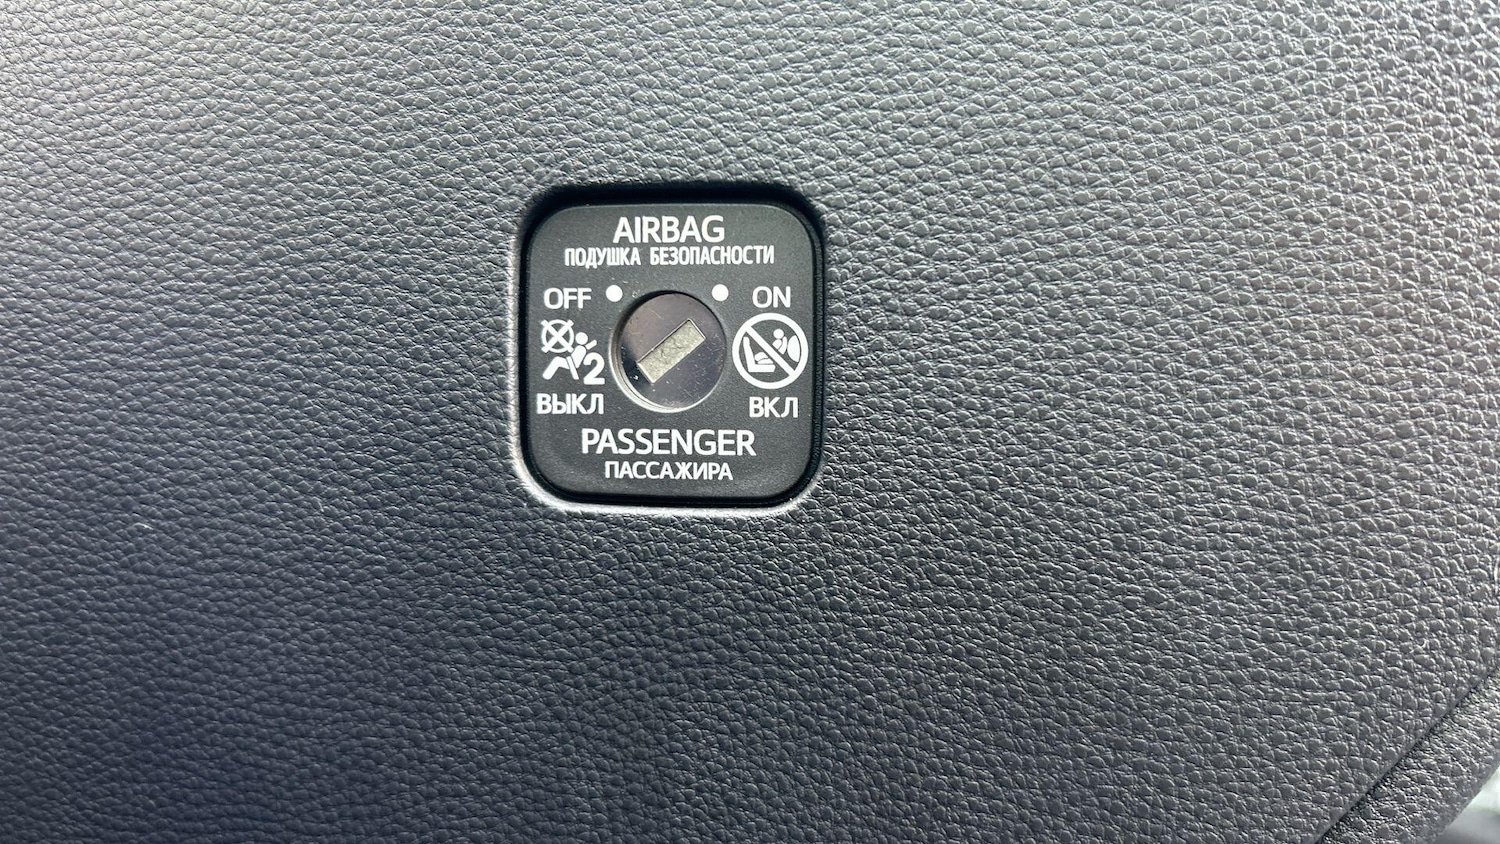 AIRBAG
ПОДУШКА БЕЗОПАСНОСТИ
OFF ON
2
ВЫКЛ ВКЛ
PASSENGER
ПАССАЖИРА